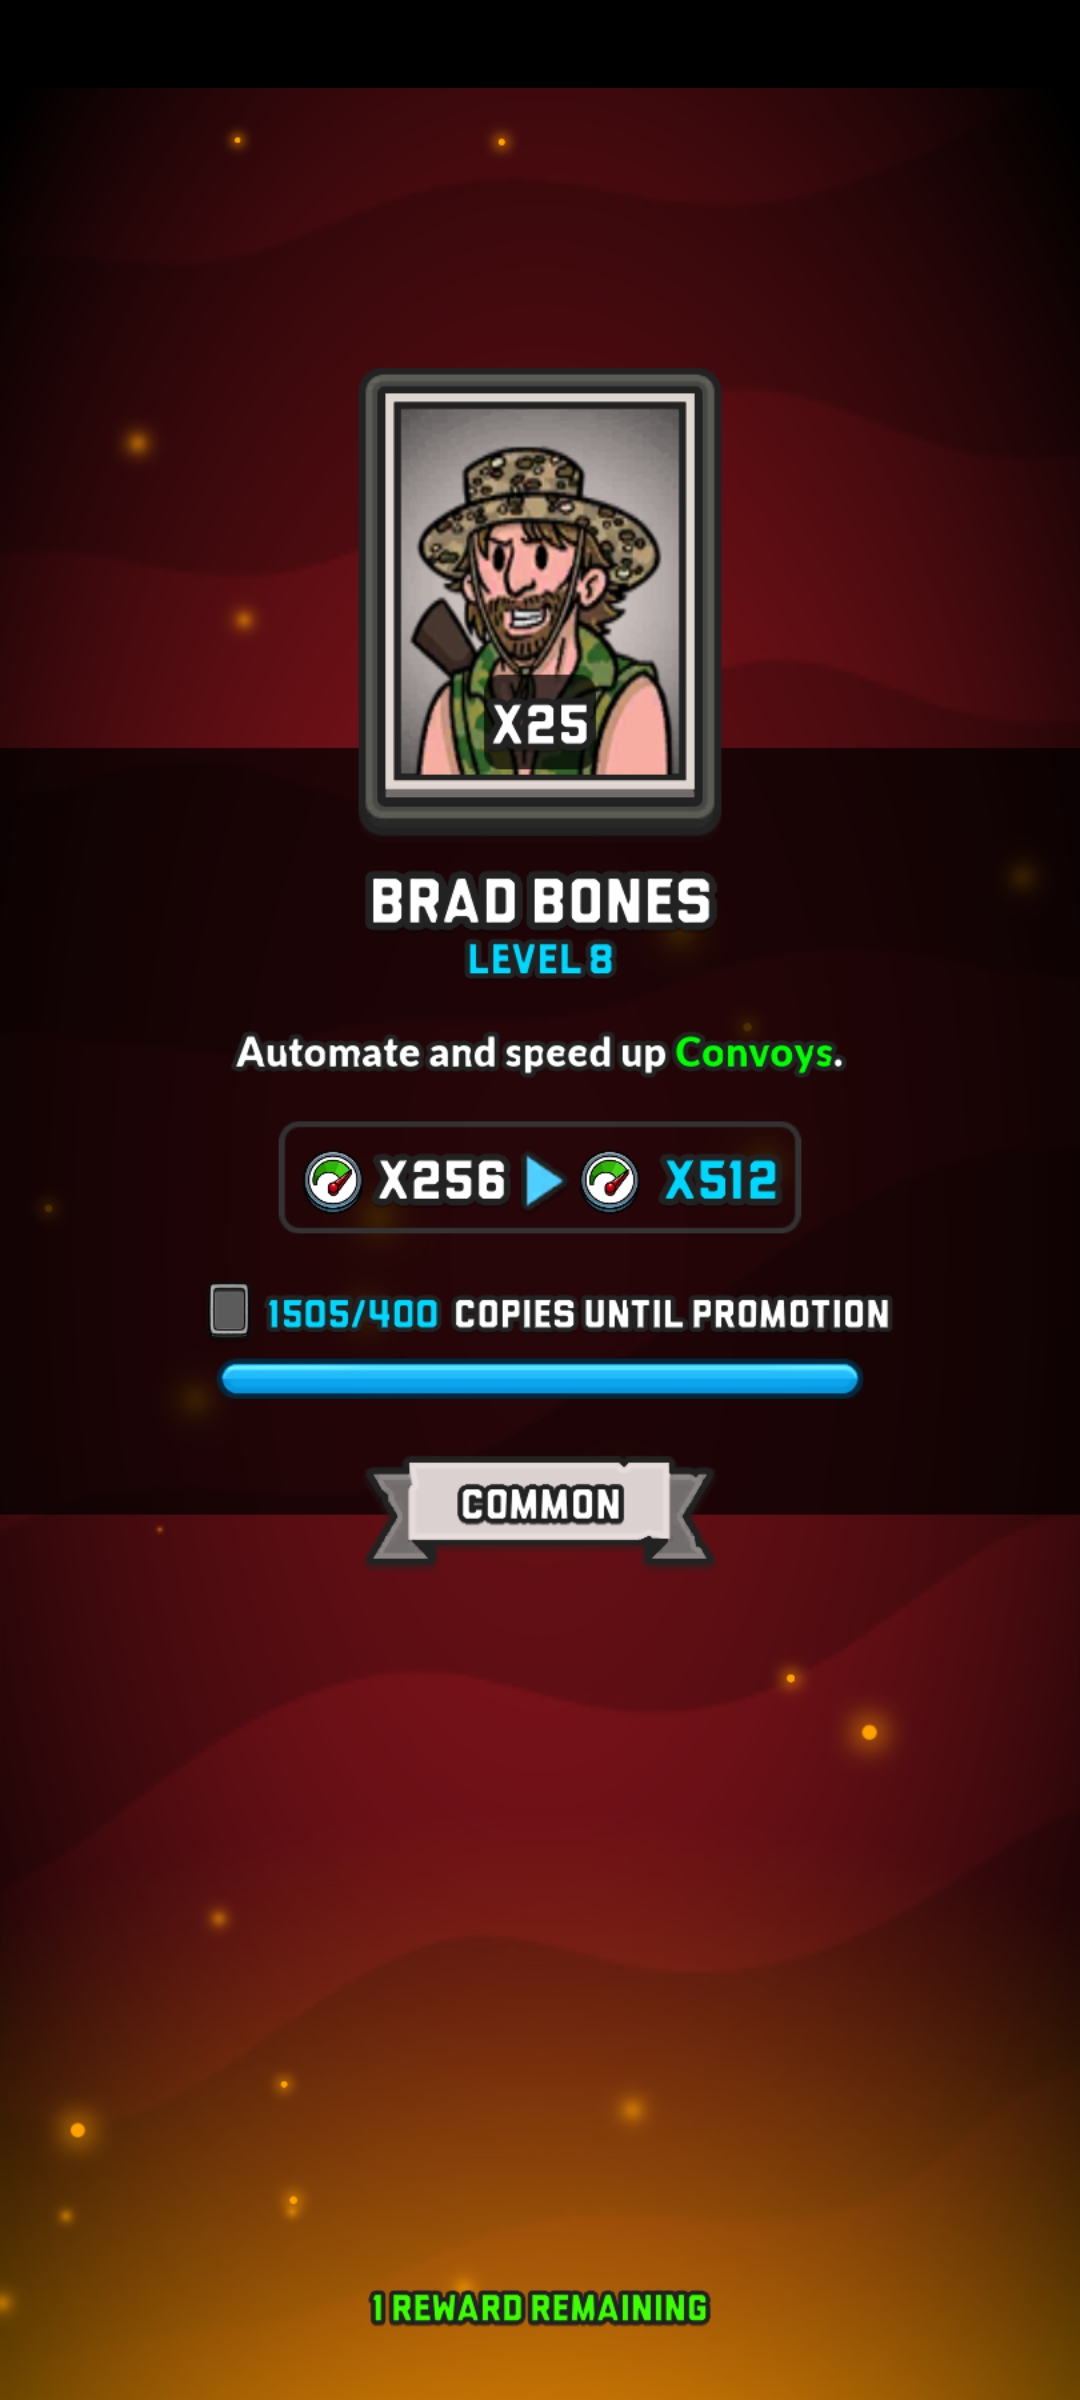 X25
BRAD BONES
LEVEL 8
Automate and speed up Convoys.
X256 X512
1505/400 COPIES UNTIL PROMOTION
COMMON
1 REWARD REMAINING